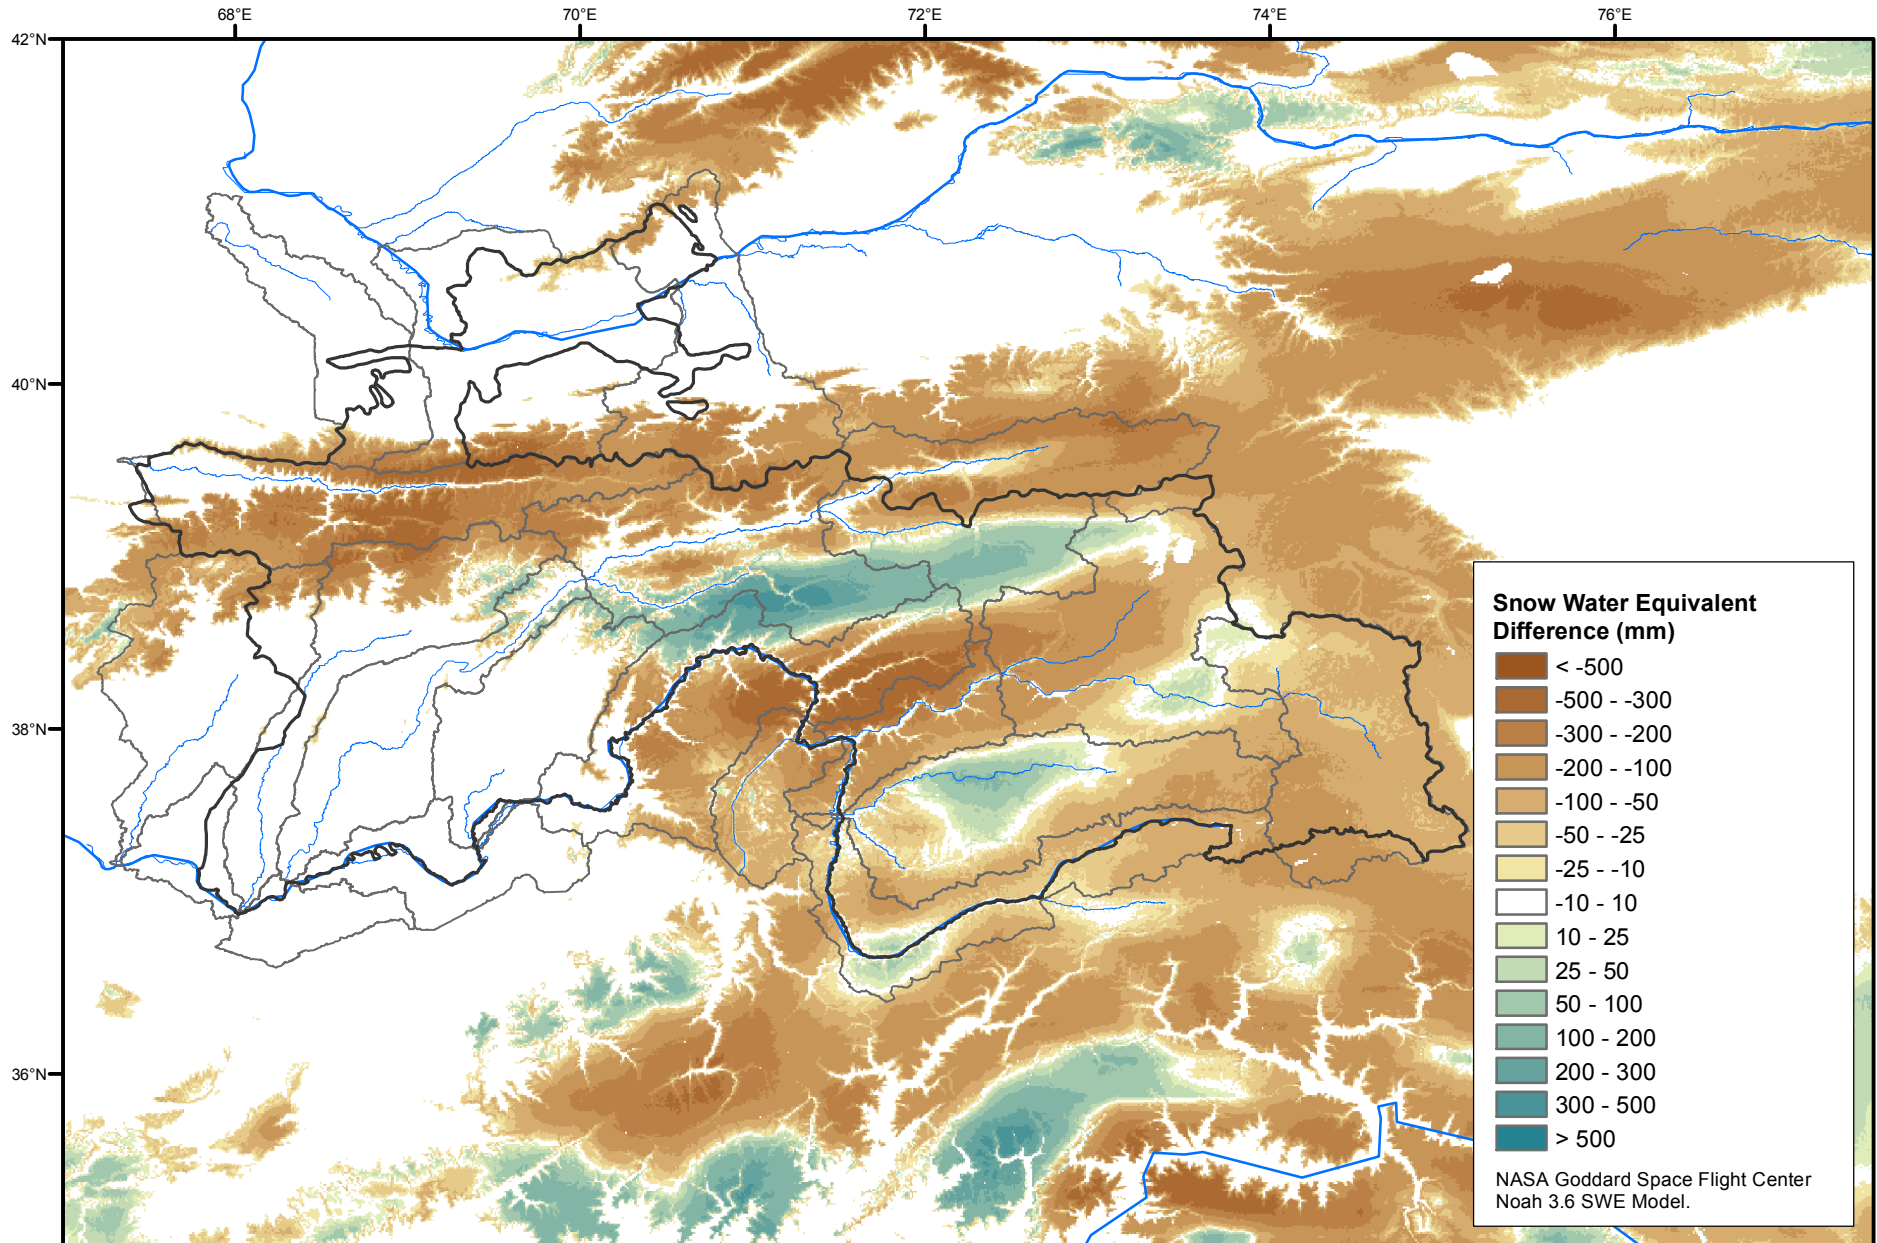 68°E 70°E 72°E 74°E 76°E
42°N
40°N
38°N
36°N
Snow Water Equivalent
Difference (mm)
< -500
-500 - -300
-300 - -200
-200 - -100
-100 - -50
-50 - -25
-25 - -10
-10 - 10
10 - 25
25 - 50
50 - 100
100 - 200
200 - 300
300 - 500
> 500
NASA Goddard Space Flight Center
Noah 3.6 SWE Model.